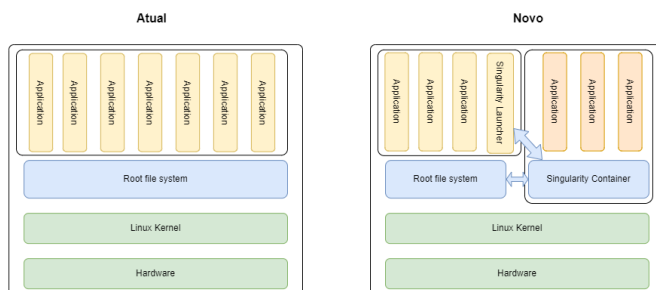 Atual
Application
Application
Application
Application
Application
Application
Application
Root file system
Linux Kernel
Hardware
Novo
Application
Application
Application
Singularity Launcher
Application
Application
Application
Root file system
Singularity Container
Linux Kernel
Hardware